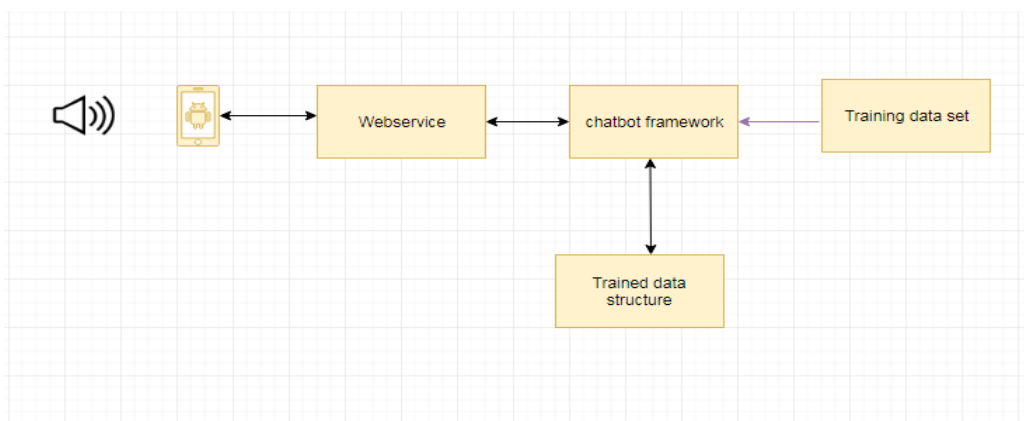 Webservice
chatbot framework
Training data set
Trained data
structure